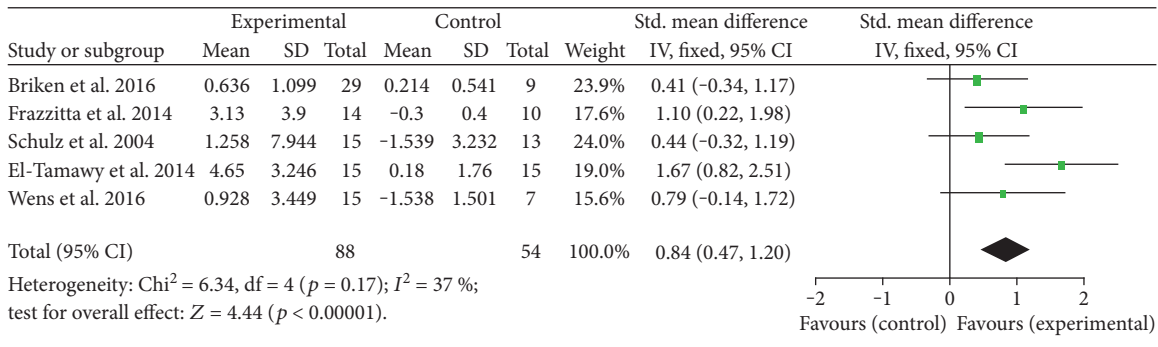 Experimental Control Std. mean difference Std. mean difference
Study or subgroup Mean SD Total Mean SD Total Weight IV, fixed, 95% CI IV, fixed, 95% CI
Briken et al. 2016 0.636 1.099 29 0.214 0.541 9 23.9% 0.41 (−0.34, 1.17)
Frazzitta et al. 2014 3.13 3.9 14 −0.3 0.4 10 17.6% 1.10 (0.22, 1.98)
Schulz et al. 2004 1.258 7.944 15 −1.539 3.232 13 24.0% 0.44 (−0.32, 1.19)
El-Tamawy et al. 2014 4.65 3.246 15 0.18 1.76 15 19.0% 1.67 (0.82, 2.51)
Wens et al. 2016 0.928 3.449 15 −1.538 1.501 7 15.6% 0.79 (−0.14, 1.72)
Total (95% CI) 88 54 100.0% 0.84 (0.47, 1.20)
Heterogeneity: Chi² = 6.34, df = 4 (p = 0.17); I² = 37 %;
test for overall effect: Z = 4.44 (p < 0.00001).
−2 −1 0 1 2
Favours (control) Favours (experimental)